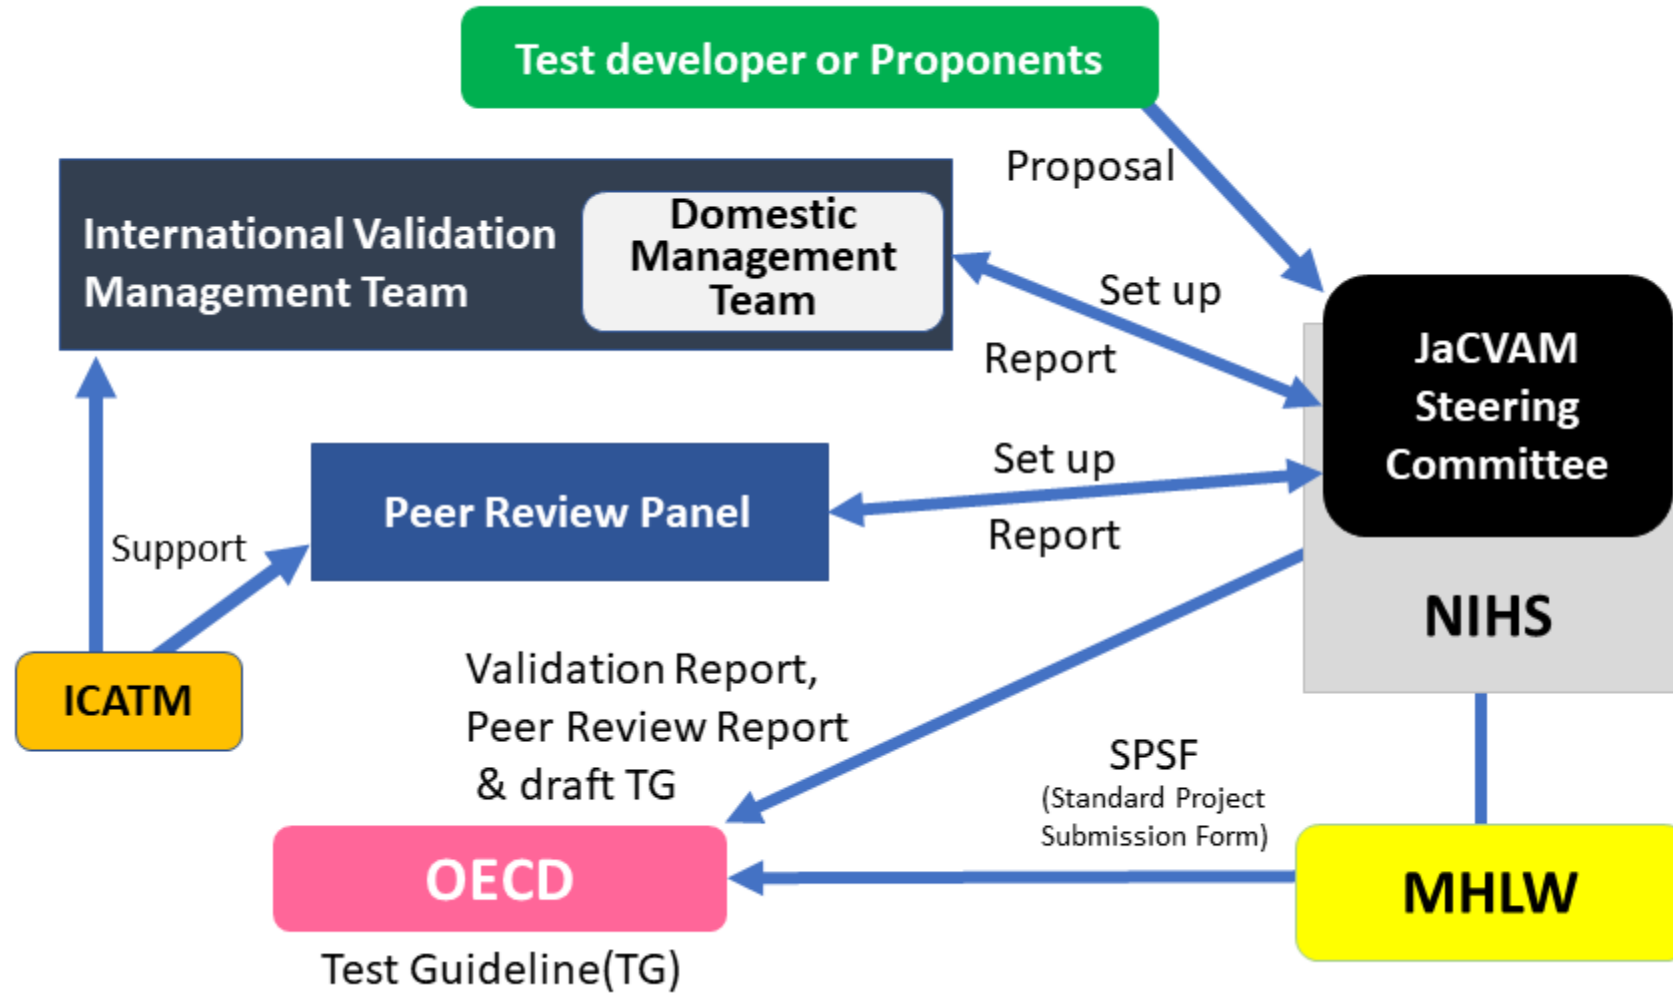 Test developer or Proponents
Proposal
International Validation
Management Team
Domestic
Management
Team
Set up
Report
JaCVAM
Steering
Committee
Set up
Report
Peer Review Panel
Support
NIHS
ICATM
Validation Report,
Peer Review Report
& draft TG
SPSF
(Standard Project
Submission Form)
OECD
MHLW
Test Guideline(TG)